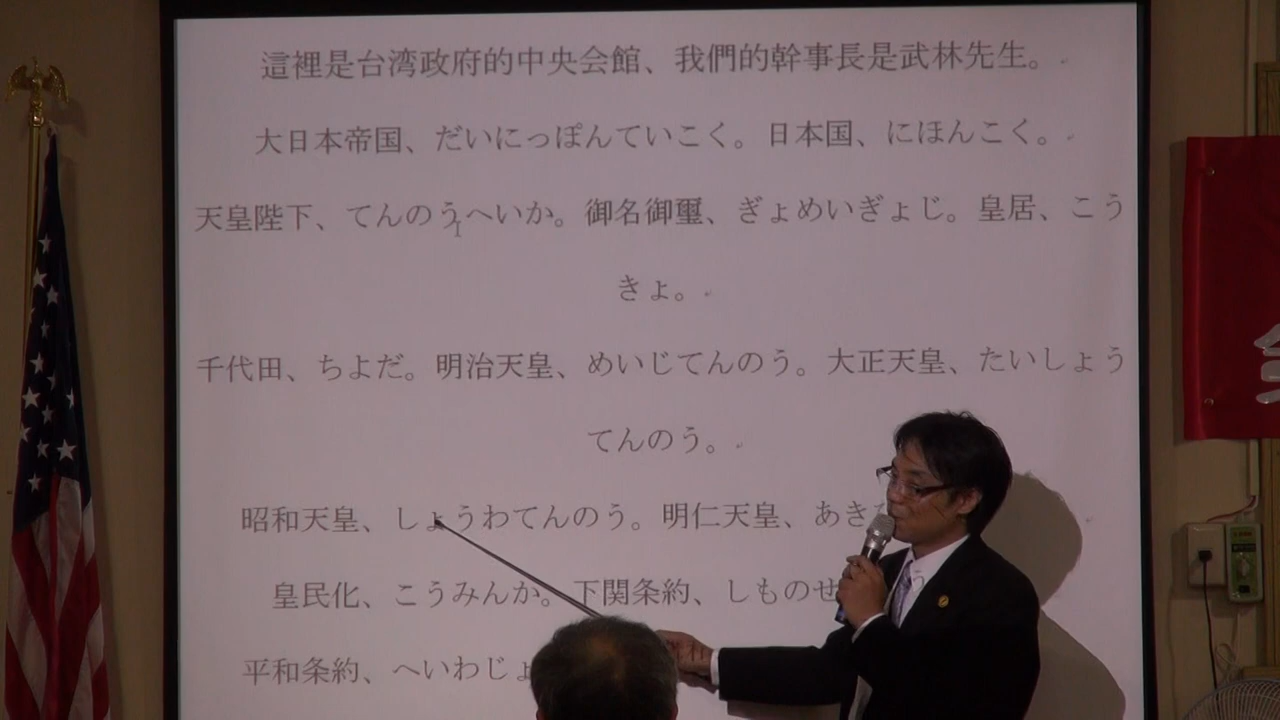 這裡是台湾政府的中央会館、我們的幹事長是武林先生。
大日本帝国、だいにっぽんていこく。日本国、にほんこく。
天皇陛下、てんのうへいか。御名御璽、ぎょめいぎょじ。皇居、こう
きょ。
千代田、ちよだ。明治天皇、めいじてんのう。大正天皇、たいしょう
てんのう。
昭和天皇、しょうわてんのう。明仁天皇、あき
皇民化、こうみんか。下関条約、しものせ
平和条約、へいわじょ